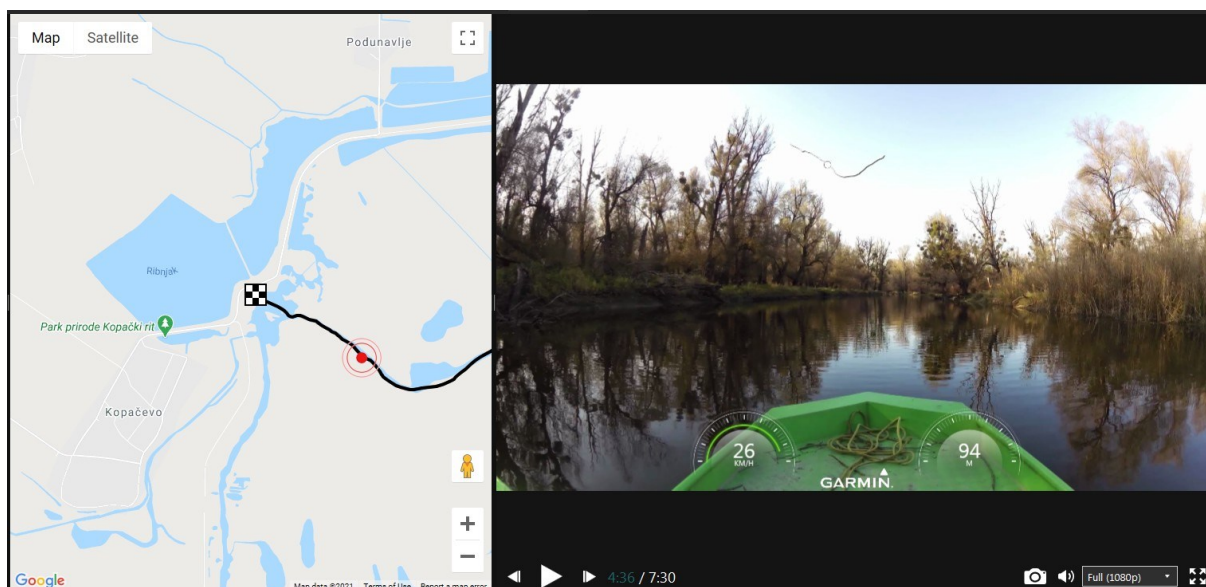 Map Satellite
Podunavlje
Ribnjak
Park prirode Kopački rit
Kopačevo
Google
Map data ©2021 Terms of Use Report a map error
26
KM/H
94
M
GARMIN
4:36 / 7:30
Full (1080p)